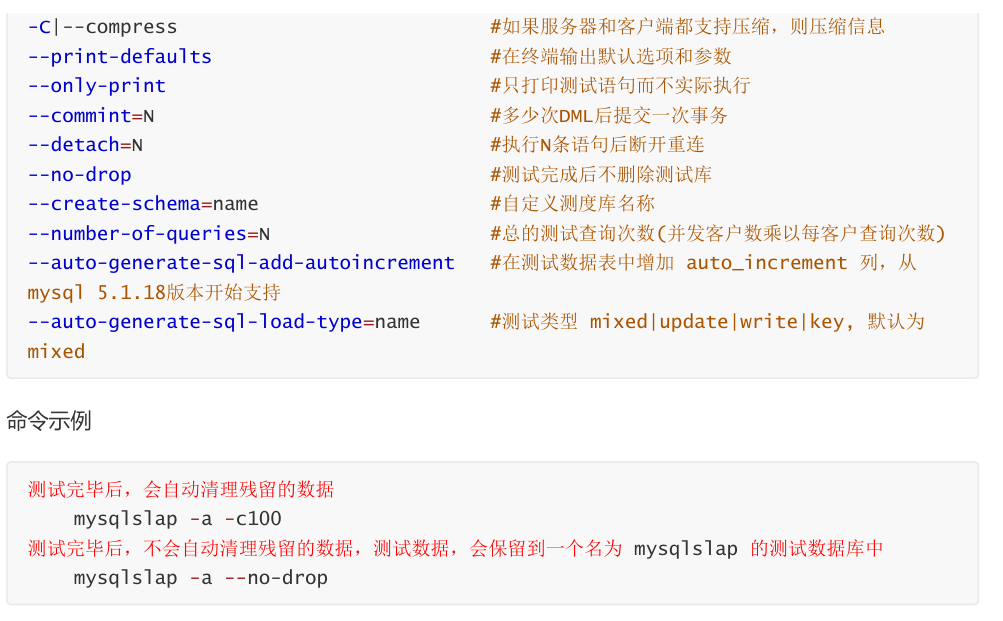 -C|--compress #如果服务器和客户端都支持压缩，则压缩信息
--print-defaults #在终端输出默认选项和参数
--only-print #只打印测试语句而不实际执行
--commint=N #多少次DML后提交一次事务
--detach=N #执行N条语句后断开重连
--no-drop #测试完成后不删除测试库
--create-schema=name #自定义测度库名称
--number-of-queries=N #总的测试查询次数(并发客户数乘以每客户查询次数)
--auto-generate-sql-add-autoincrement #在测试数据表中增加 auto_increment 列，从
mysql 5.1.18版本开始支持
--auto-generate-sql-load-type=name #测试类型 mixed|update|write|key, 默认为
mixed
命令示例
测试完毕后，会自动清理残留的数据
mysqlslap -a -c100
测试完毕后，不会自动清理残留的数据，测试数据，会保留到一个名为 mysqlslap 的测试数据库中
mysqlslap -a --no-drop